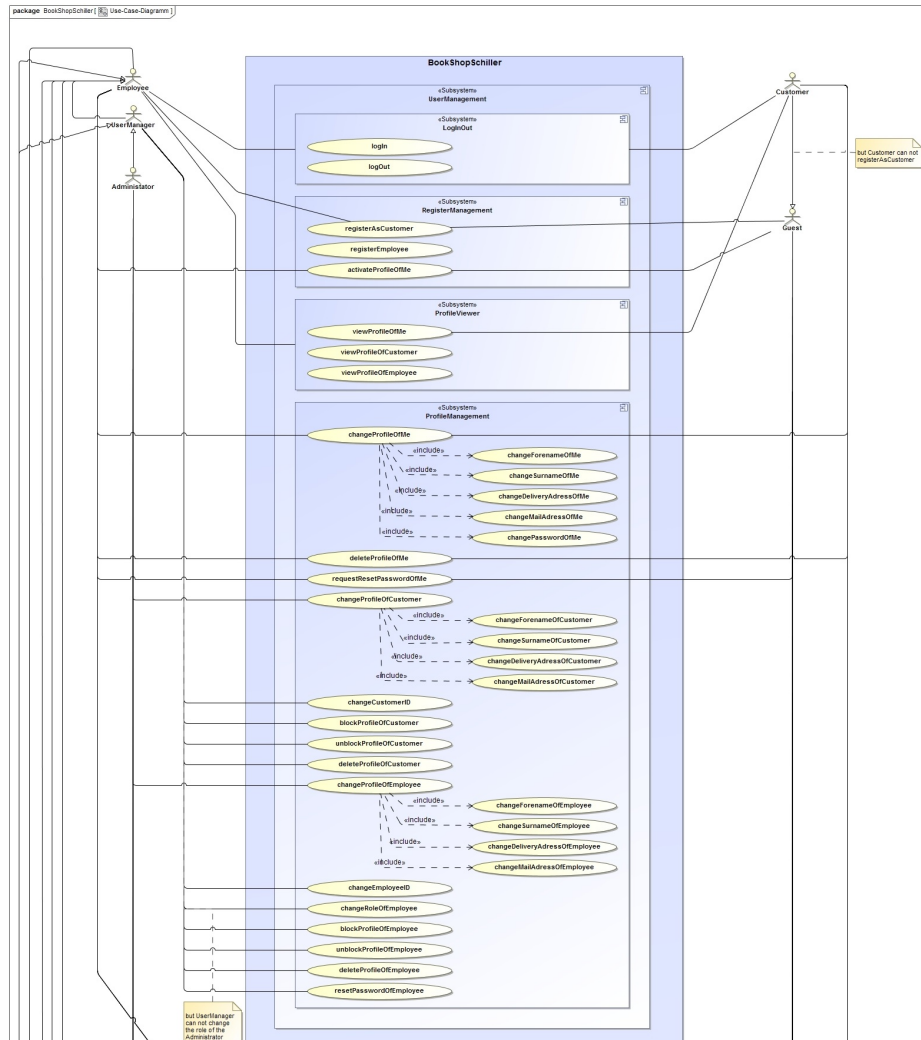 package BookShopSchiller [ Use-Case-Diagramm ]
BookShopSchiller
Employee
UserManager
Administator
Customer
but Customer can not
registerAsCustomer
Guest
«Subsystem»
UserManagement
«Subsystem»
LogInOut
logIn
logOut
«Subsystem»
RegisterManagement
registerAsCustomer
registerEmployee
activateProfileOfMe
«Subsystem»
ProfileViewer
viewProfileOfMe
viewProfileOfCustomer
viewProfileOfEmployee
«Subsystem»
ProfileManagement
changeProfileOfMe
«include»
changeForenameOfMe
«include»
changeSurnameOfMe
«include»
changeDeliveryAdressOfMe
«include»
changeMailAdressOfMe
«include»
changePasswordOfMe
deleteProfileOfMe
requestResetPasswordOfMe
changeProfileOfCustomer
«include»
changeForenameOfCustomer
«include»
changeSurnameOfCustomer
«include»
changeDeliveryAdressOfCustomer
«include»
changeMailAdressOfCustomer
changeCustomerID
blockProfileOfCustomer
unblockProfileOfCustomer
deleteProfileOfCustomer
changeProfileOfEmployee
«include»
changeForenameOfEmployee
«include»
changeSurnameOfEmployee
«include»
changeDeliveryAdressOfEmployee
«include»
changeMailAdressOfEmployee
changeEmployeeID
changeRoleOfEmployee
blockProfileOfEmployee
unblockProfileOfEmployee
deleteProfileOfEmployee
resetPasswordOfEmployee
but UserManager
can not change
the role of the
Administrator